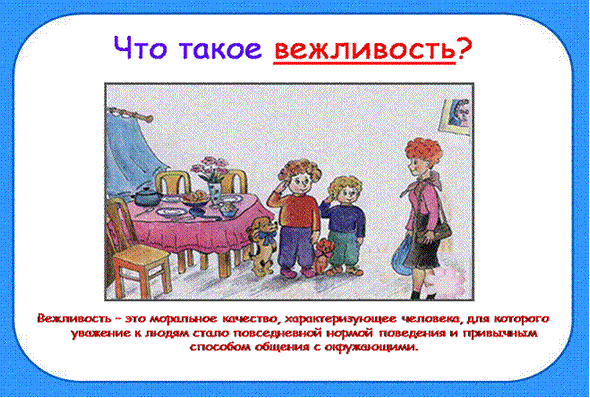 Что такое вежливость?
Вежливость – это моральное качество, характеризующее человека, для которого
уважение к людям стало повседневной нормой поведения и привычным
способом общения с окружающими.